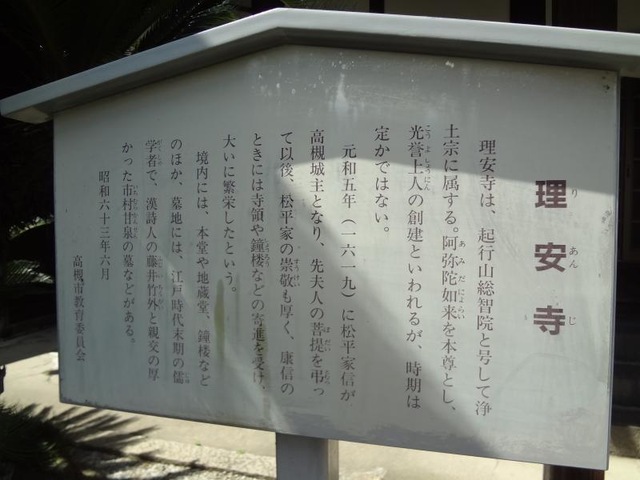 理安寺
りあんじ
理安寺は、起行山総智院と号して浄
土宗に属する。阿弥陀如来を本尊とし、
光誉上人の創建といわれるが、時期は
定かではない。
元和五年（一六一九）に松平家信が
高槻城主となり、先夫人の菩提を弔っ
て以後、松平家の崇敬も厚く、康信の
ときには寺領や鐘楼などの寄進を受け、
大いに繁栄したという。
境内には、本堂や地蔵堂、鐘楼など
のほか、墓地には、江戸時代末期の儒
学者で、漢詩人の藤井竹外と親交の厚
かった市村甘泉の墓などがある。
昭和六十三年六月
高槻市教育委員会